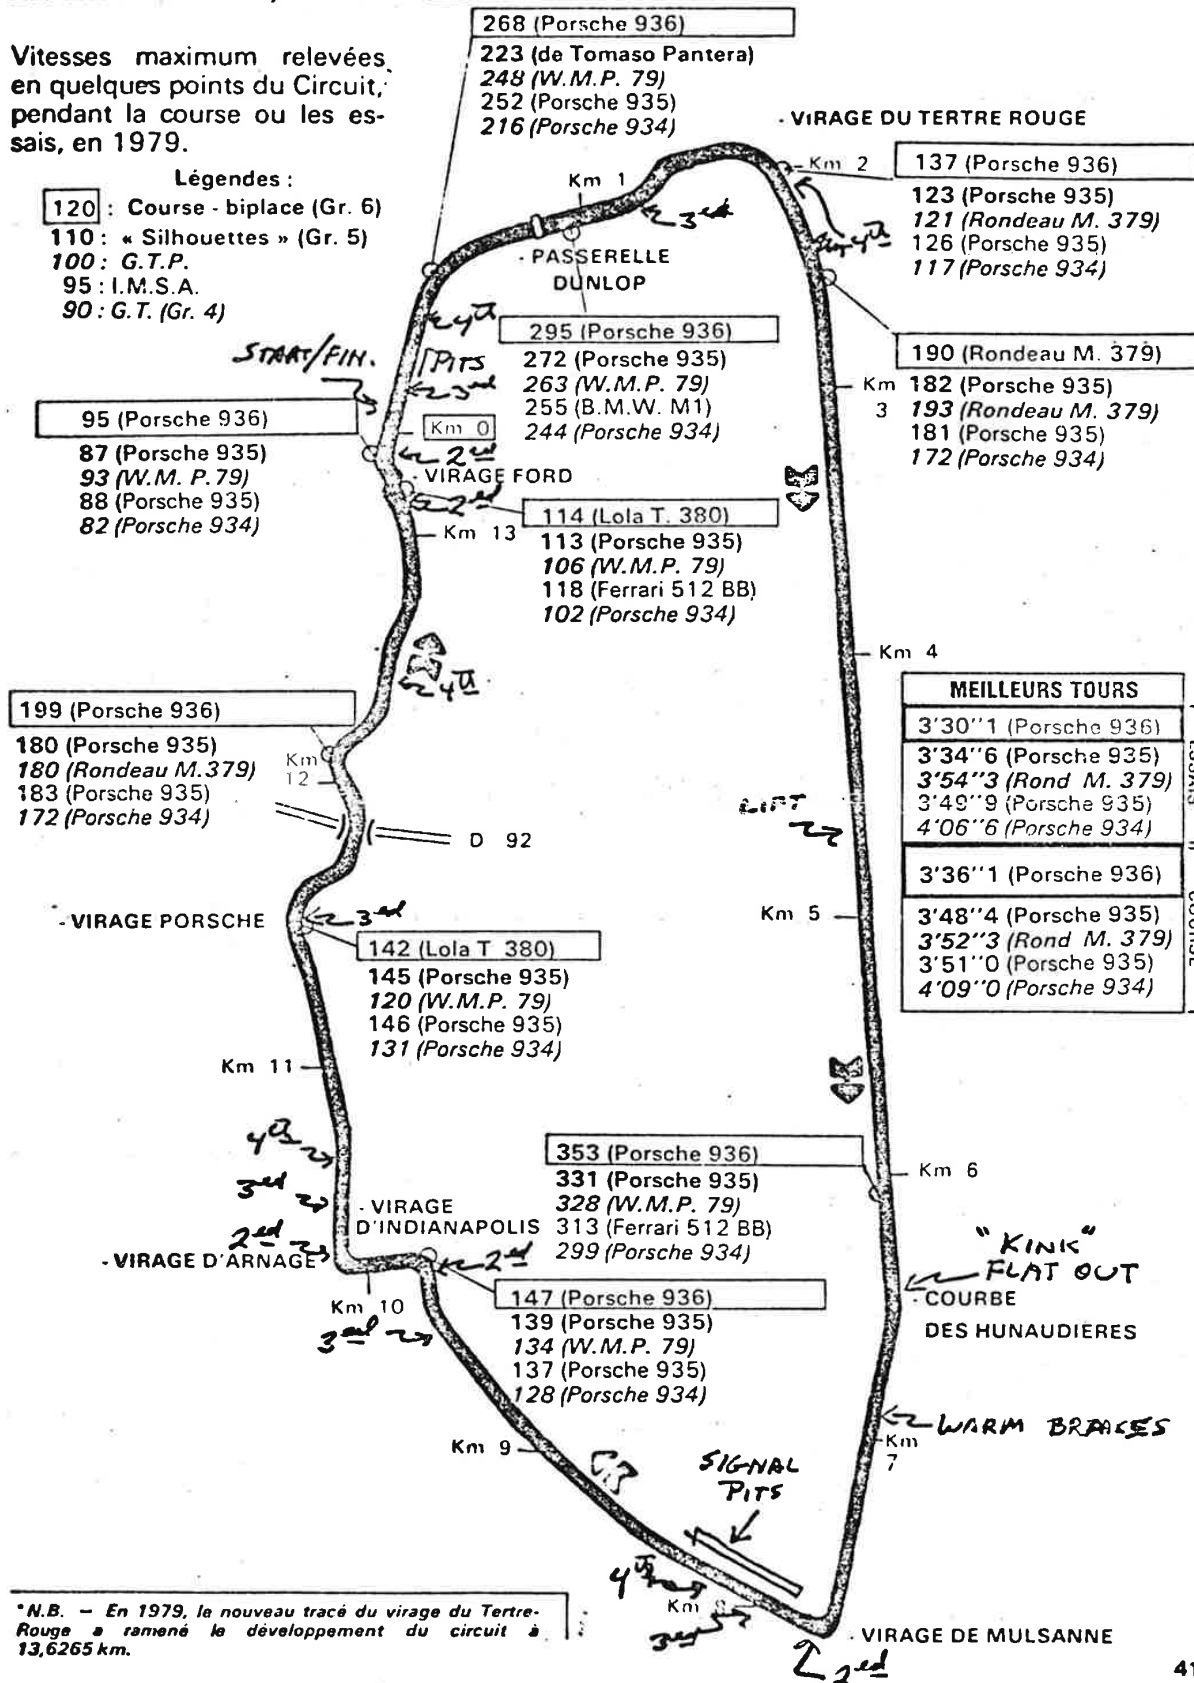 268 (Porsche 936)
223 (de Tomaso Pantera)
248 (W.M.P. 79)
252 (Porsche 935)
216 (Porsche 934)
Vitesses maximum relevées
en quelques points du Circuit,
pendant la course ou les es-
sais, en 1979.
Légendes :
120 : Course - biplace (Gr. 6)
110 : « Silhouettes » (Gr. 5)
100 : G.T.P.
95 : I.M.S.A.
90 : G.T. (Gr. 4)
- VIRAGE DU TERTRE ROUGE
Km 2
137 (Porsche 936)
123 (Porsche 935)
121 (Rondeau M. 379)
126 (Porsche 935)
117 (Porsche 934)
Km 1
3rd
4th
- PASSERELLE
DUNLOP
4th
295 (Porsche 936)
272 (Porsche 935)
263 (W.M.P. 79)
255 (B.M.W. M1)
244 (Porsche 934)
190 (Rondeau M. 379)
182 (Porsche 935)
193 (Rondeau M. 379)
181 (Porsche 935)
172 (Porsche 934)
Km
3
START/FIN.
PITS
3rd
95 (Porsche 936)
87 (Porsche 935)
93 (W.M. P. 79)
88 (Porsche 935)
82 (Porsche 934)
Km 0
2ed
- VIRAGE FORD
2ed
114 (Lola T. 380)
113 (Porsche 935)
106 (W.M.P. 79)
118 (Ferrari 512 BB)
102 (Porsche 934)
Km 13
Km 4
4th
MEILLEURS TOURS
3'30''1 (Porsche 936)
3'34''6 (Porsche 935)
3'54''3 (Rond M. 379)
3'49''9 (Porsche 935)
4'06''6 (Porsche 934)
3'36''1 (Porsche 936)
3'48''4 (Porsche 935)
3'52''3 (Rond M. 379)
3'51''0 (Porsche 935)
4'09''0 (Porsche 934)
199 (Porsche 936)
180 (Porsche 935)
180 (Rondeau M.379)
183 (Porsche 935)
172 (Porsche 934)
Km
12
LIFT
D 92
- VIRAGE PORSCHE
3ed
Km 5
142 (Lola T 380)
145 (Porsche 935)
120 (W.M.P. 79)
146 (Porsche 935)
131 (Porsche 934)
Km 11
4th
3ed
2ed
353 (Porsche 936)
331 (Porsche 935)
328 (W.M.P. 79)
313 (Ferrari 512 BB)
299 (Porsche 934)
Km 6
- VIRAGE
D'INDIANAPOLIS
- VIRAGE D'ARNAGE
2ed
"KINK"
FLAT OUT
- COURBE
DES HUNAUDIERES
147 (Porsche 936)
139 (Porsche 935)
134 (W.M.P. 79)
137 (Porsche 935)
128 (Porsche 934)
Km 10
3ed
WARM BRAKES
Km
7
Km 9
SIGNAL
PITS
4th
Km 8
3ed
- VIRAGE DE MULSANNE
2ed
*N.B. — En 1979, le nouveau tracé du virage du Tertre-
Rouge a ramené le développement du circuit à
13,6265 km.
41